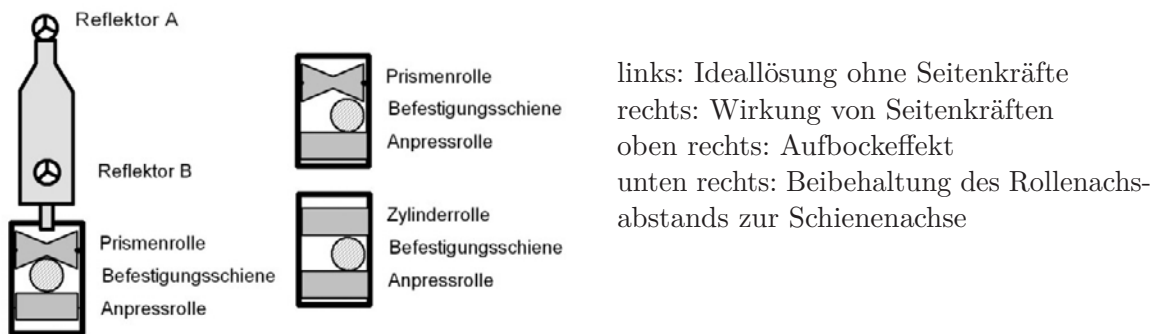 Reflektor A
Reflektor B
Prismenrolle
Befestigungsschiene
Anpressrolle
Prismenrolle
Befestigungsschiene
Anpressrolle
Zylinderrolle
Befestigungsschiene
Anpressrolle
links: Ideallösung ohne Seitenkräfte
rechts: Wirkung von Seitenkräften
oben rechts: Aufbockeffekt
unten rechts: Beibehaltung des Rollenachs-
abstands zur Schienenachse